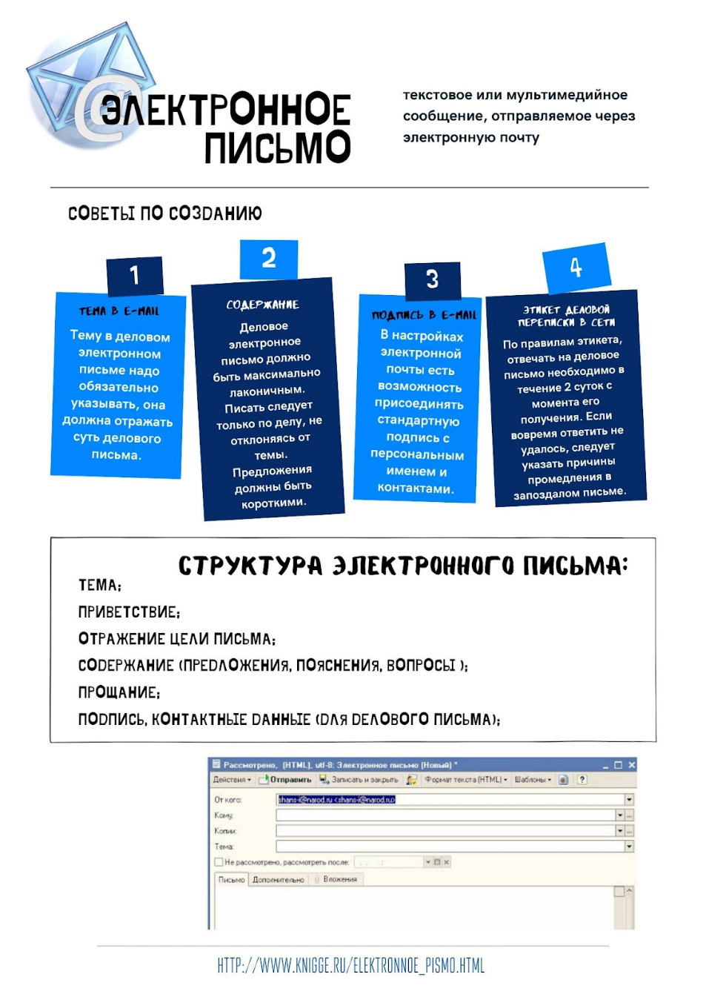 @
ЭЛЕКТРОННОЕ
ПИСЬМО
текстовое или мультимедийное
сообщение, отправляемое через
электронную почту
СОВЕТЫ ПО СОЗДАНИЮ
1
ТЕМА В E-MAIL
Тему в деловом
электронном
письме надо
обязательно
указывать, она
должна отражать
суть делового
письма.
2
СОДЕРЖАНИЕ
Деловое
электронное
письмо должно
быть максимально
лаконичным.
Писать следует
только по делу, не
отклоняясь от
темы.
Предложения
должны быть
короткими.
3
ПОДПИСЬ В E-MAIL
В настройках
электронной
почты есть
возможность
присоединять
стандартную
подпись с
персональным
именем и
контактами.
4
ЭТИКЕТ ДЕЛОВОЙ
ПЕРЕПИСКИ В СЕТИ
По правилам этикета,
отвечать на деловое
письмо необходимо в
течение 2 суток с
момента его
получения. Если
вовремя ответить не
удалось, следует
указать причины
промедления в
запоздалом письме.
СТРУКТУРА ЭЛЕКТРОННОГО ПИСЬМА:
ТЕМА;
ПРИВЕТСТВИЕ;
ОТРАЖЕНИЕ ЦЕЛИ ПИСЬМА;
СОДЕРЖАНИЕ (ПРЕДЛОЖЕНИЯ, ПОЯСНЕНИЯ, ВОПРОСЫ );
ПРОЩАНИЕ;
ПОДПИСЬ, КОНТАКТНЫЕ ДАННЫЕ (ДЛЯ ДЕЛОВОГО ПИСЬМА);
Рассмотрено, (HTML), utf-8: Электронное письмо (Новый) *
Действия Отправить Записать и закрыть Формат текста (HTML) Шаблоны ?
От кого: shans-i@narod.ru <shans-i@narod.ru>
Кому:
Копии:
Тема:
Не рассмотрено, рассмотреть после: . . :
Письмо Дополнительно Вложения
HTTP://WWW.KNIGGE.RU/ELEKTRONNOE_PISMO.HTML